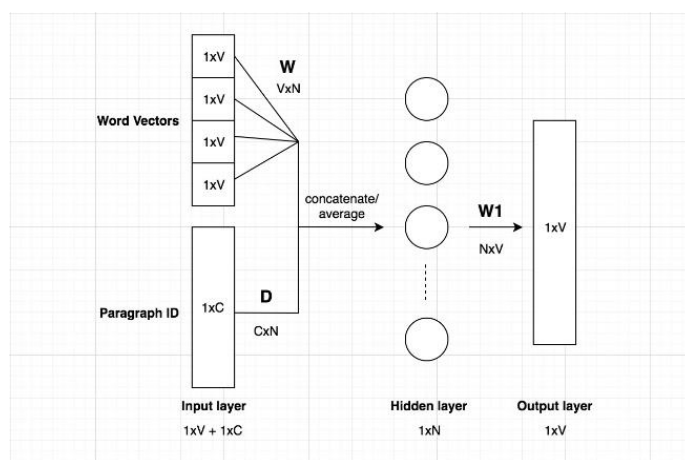 1xV
W
VxN
1xV
Word Vectors
1xV
1xV
concatenate/
average
W1
1xV
NxV
D
Paragraph ID
1xC
CxN
Input layer
Hidden layer
Output layer
1xV + 1xC
1xN
1xV